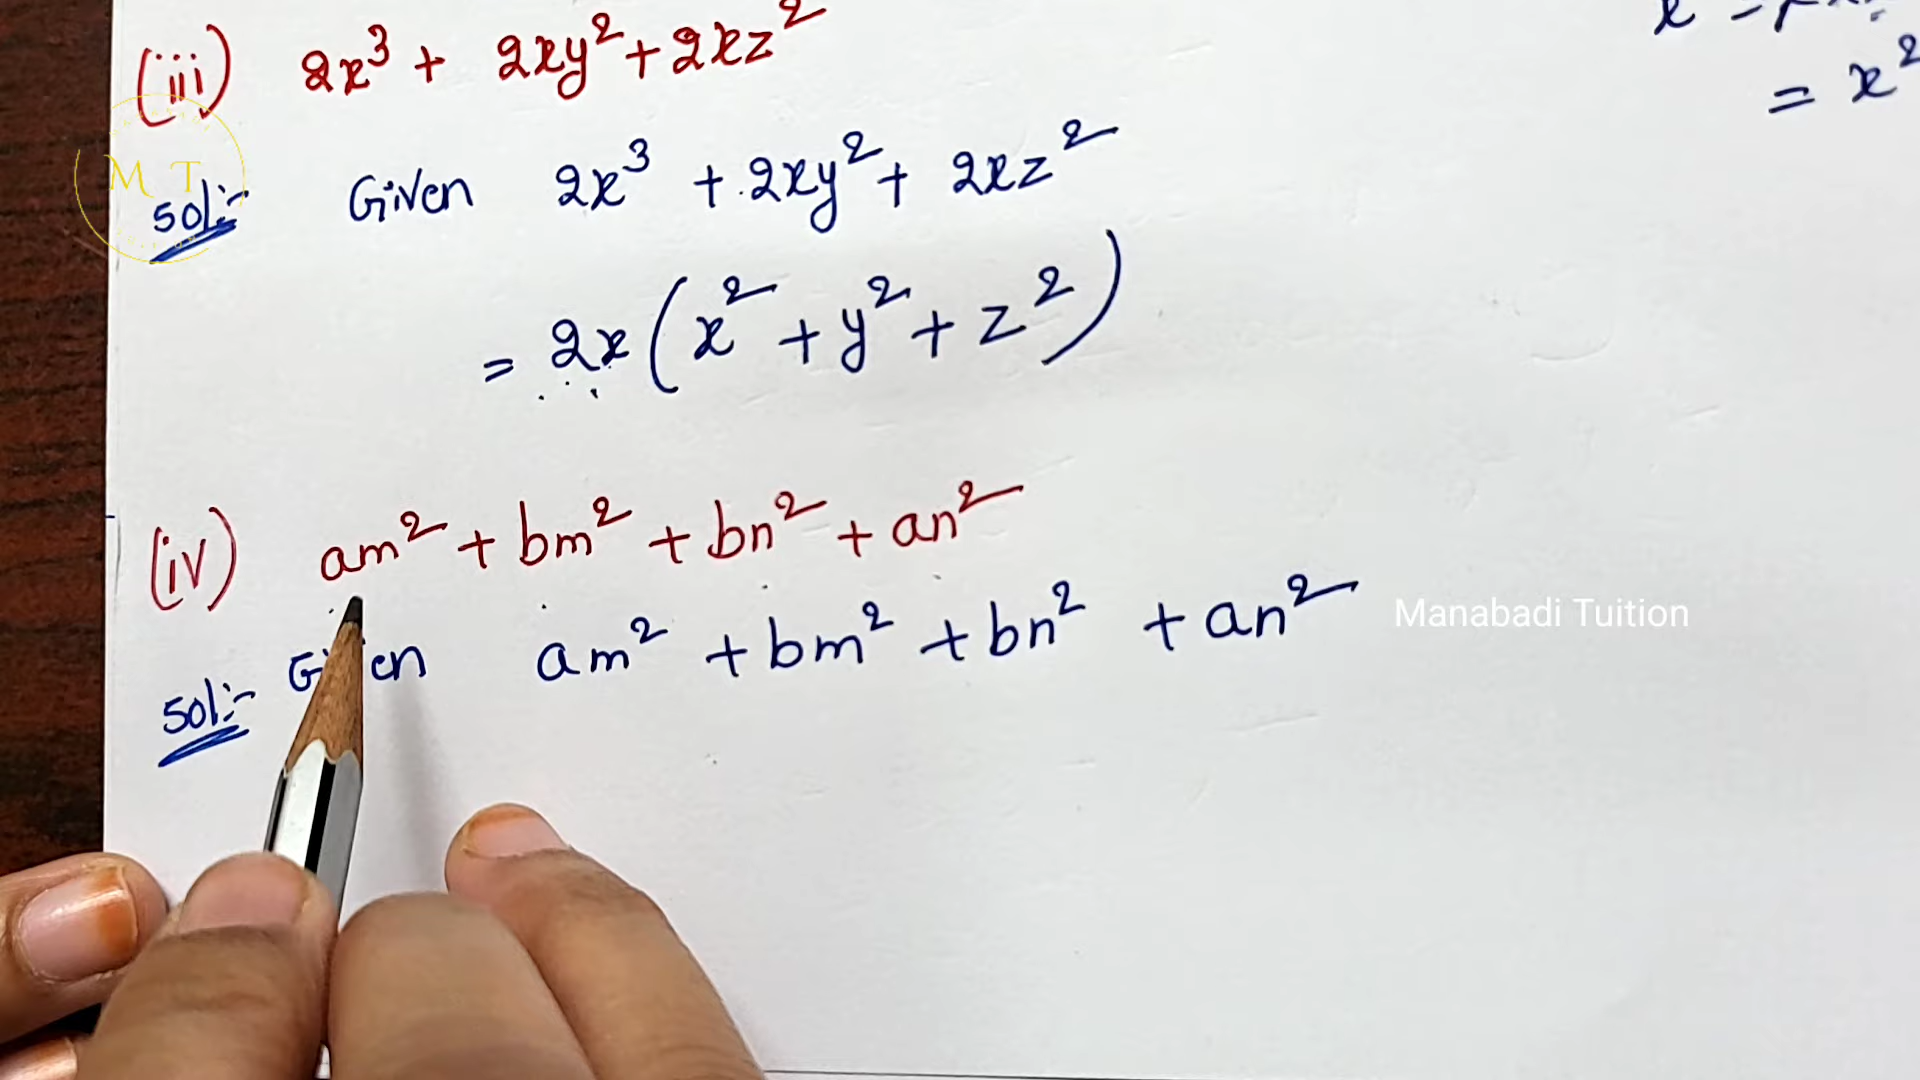 (iii) 2x³ + 2xy² + 2xz²
= x²
M T
Sol:- Given 2x³ + 2xy² + 2xz²
= 2x(x² + y² + z²)
(iv) am² + bm² + bn² + an²
Sol:- Given am² + bm² + bn² + an²
Manabadi Tuition